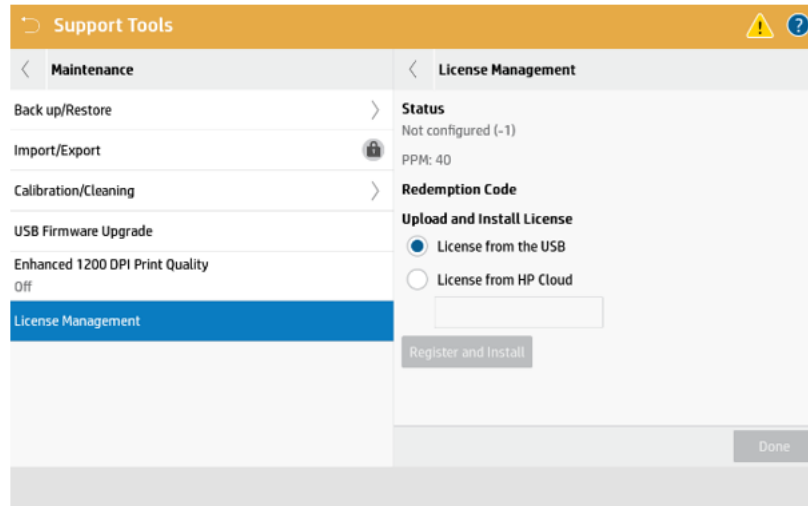 Support Tools
Maintenance
Back up/Restore
Import/Export
Calibration/Cleaning
USB Firmware Upgrade
Enhanced 1200 DPI Print Quality
Off
License Management
License Management
Status
Not configured (-1)
PPM: 40
Redemption Code
Upload and Install License
License from the USB
License from HP Cloud
Register and Install
Done